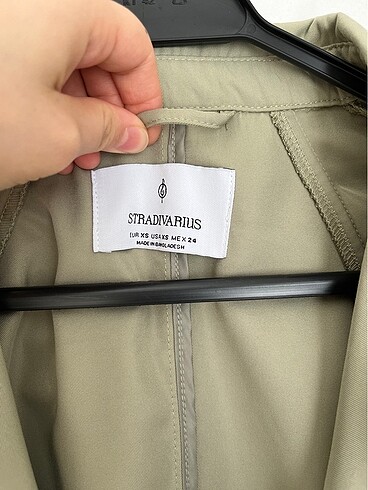 STRADIVARIUS
EUR XS USA XS MEX 24
MADE IN BANGLADESH